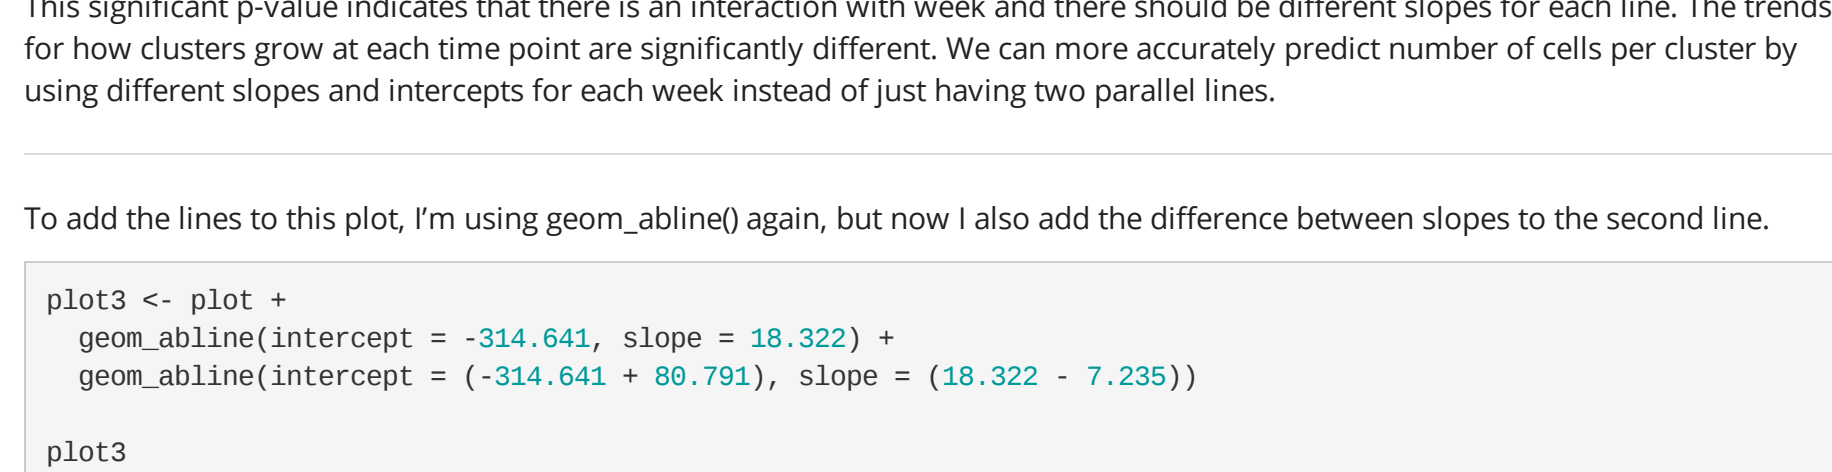 This significant p-value indicates that there is an interaction with week and there should be different slopes for each line. The trends
for how clusters grow at each time point are significantly different. We can more accurately predict number of cells per cluster by
using different slopes and intercepts for each week instead of just having two parallel lines.
To add the lines to this plot, I'm using geom_abline() again, but now I also add the difference between slopes to the second line.
plot3 <- plot +
  geom_abline(intercept = -314.641, slope = 18.322) +
  geom_abline(intercept = (-314.641 + 80.791), slope = (18.322 - 7.235))
plot3